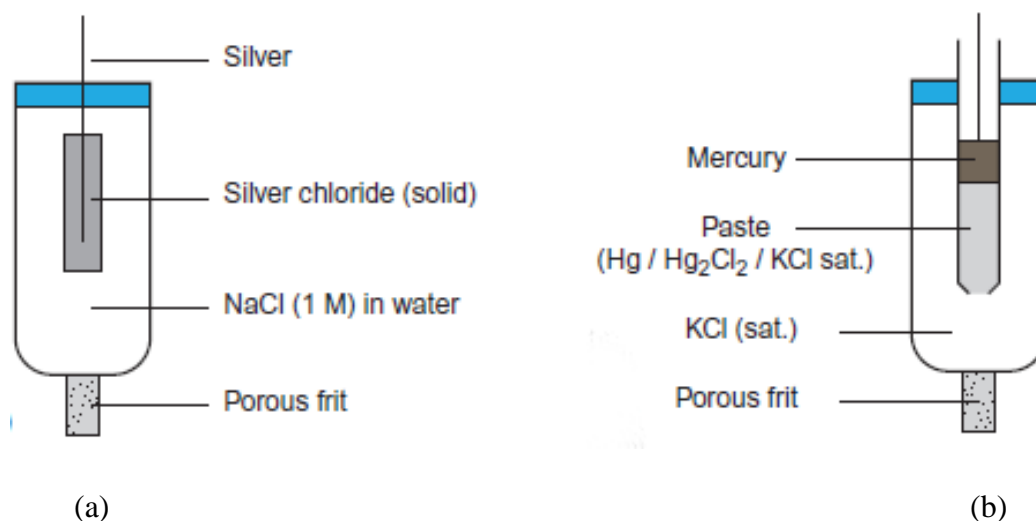 Silver
Silver chloride (solid)
NaCl (1 M) in water
Porous frit
(a)
Mercury
Paste
(Hg / Hg₂Cl₂ / KCl sat.)
KCl (sat.)
Porous frit
(b)